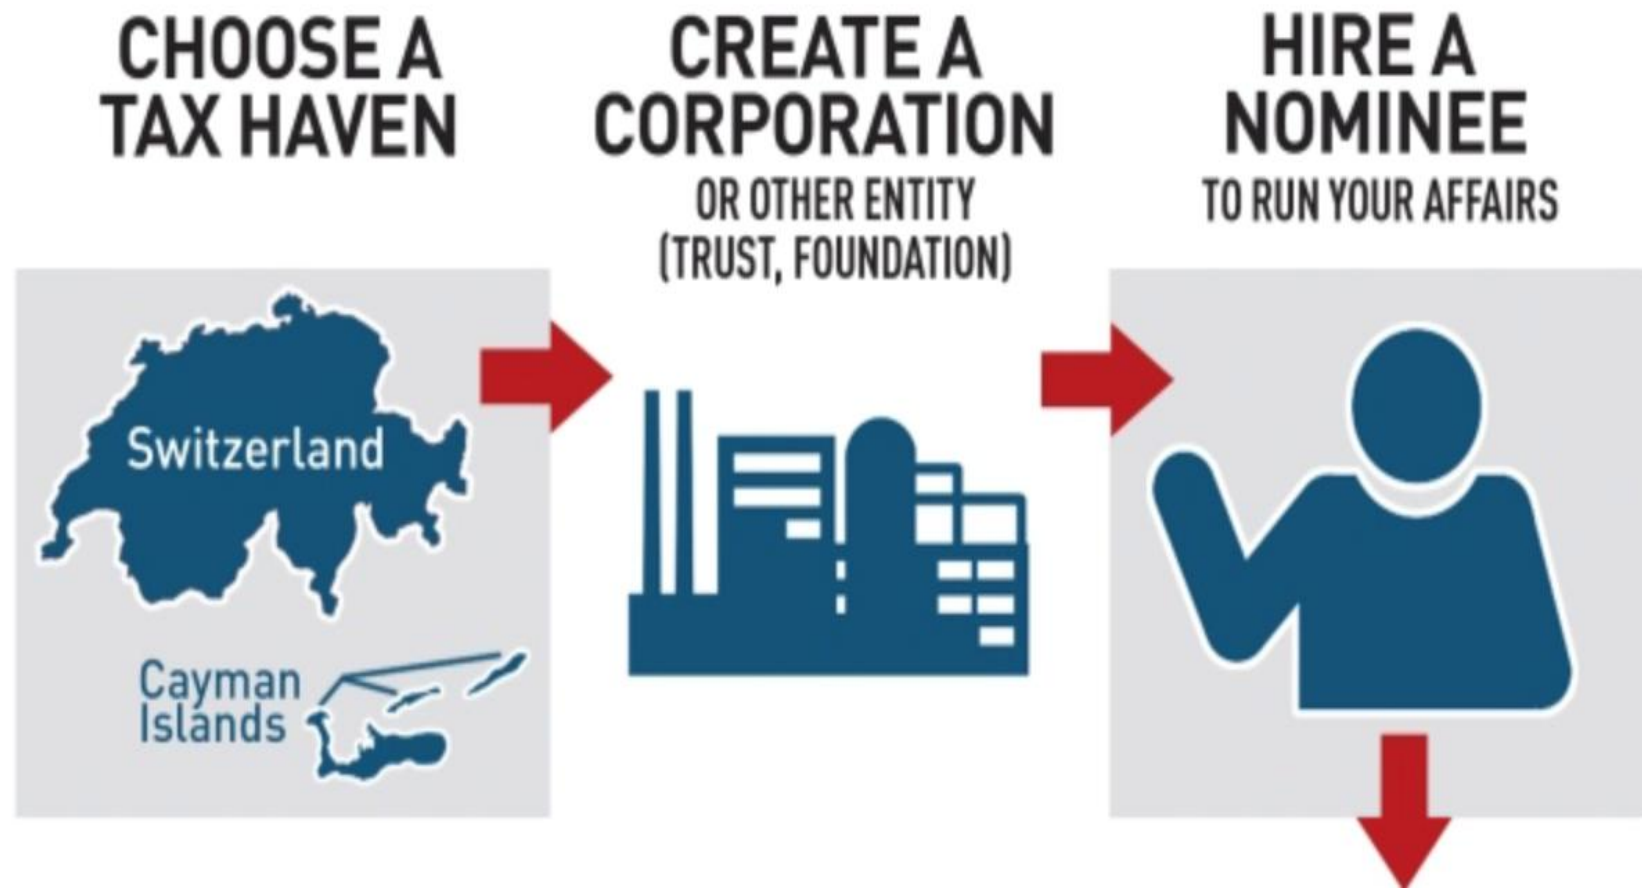 CHOOSE A
TAX HAVEN
CREATE A
CORPORATION
OR OTHER ENTITY
(TRUST, FOUNDATION)
HIRE A
NOMINEE
TO RUN YOUR AFFAIRS
Switzerland
Cayman
Islands